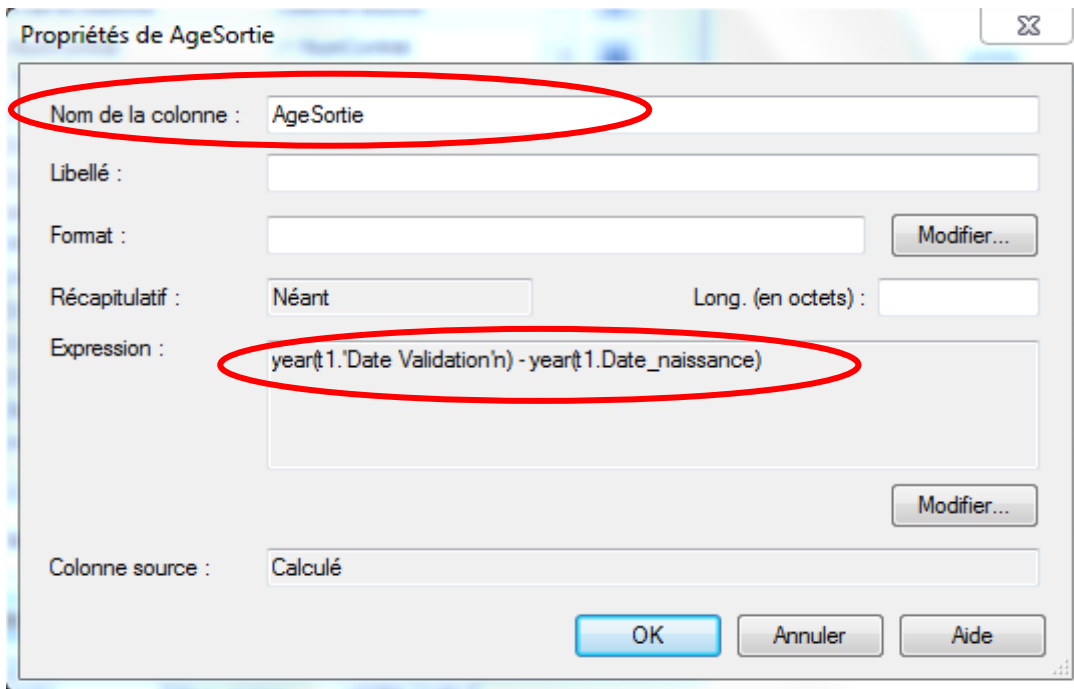 Propriétés de AgeSortie
Nom de la colonne : AgeSortie
Libellé :
Format : Modifier...
Récapitulatif : Néant Long. (en octets) :
Expression : year(t1.'Date Validation'n) - year(t1.Date_naissance)
Modifier...
Colonne source : Calculé
OK Annuler Aide